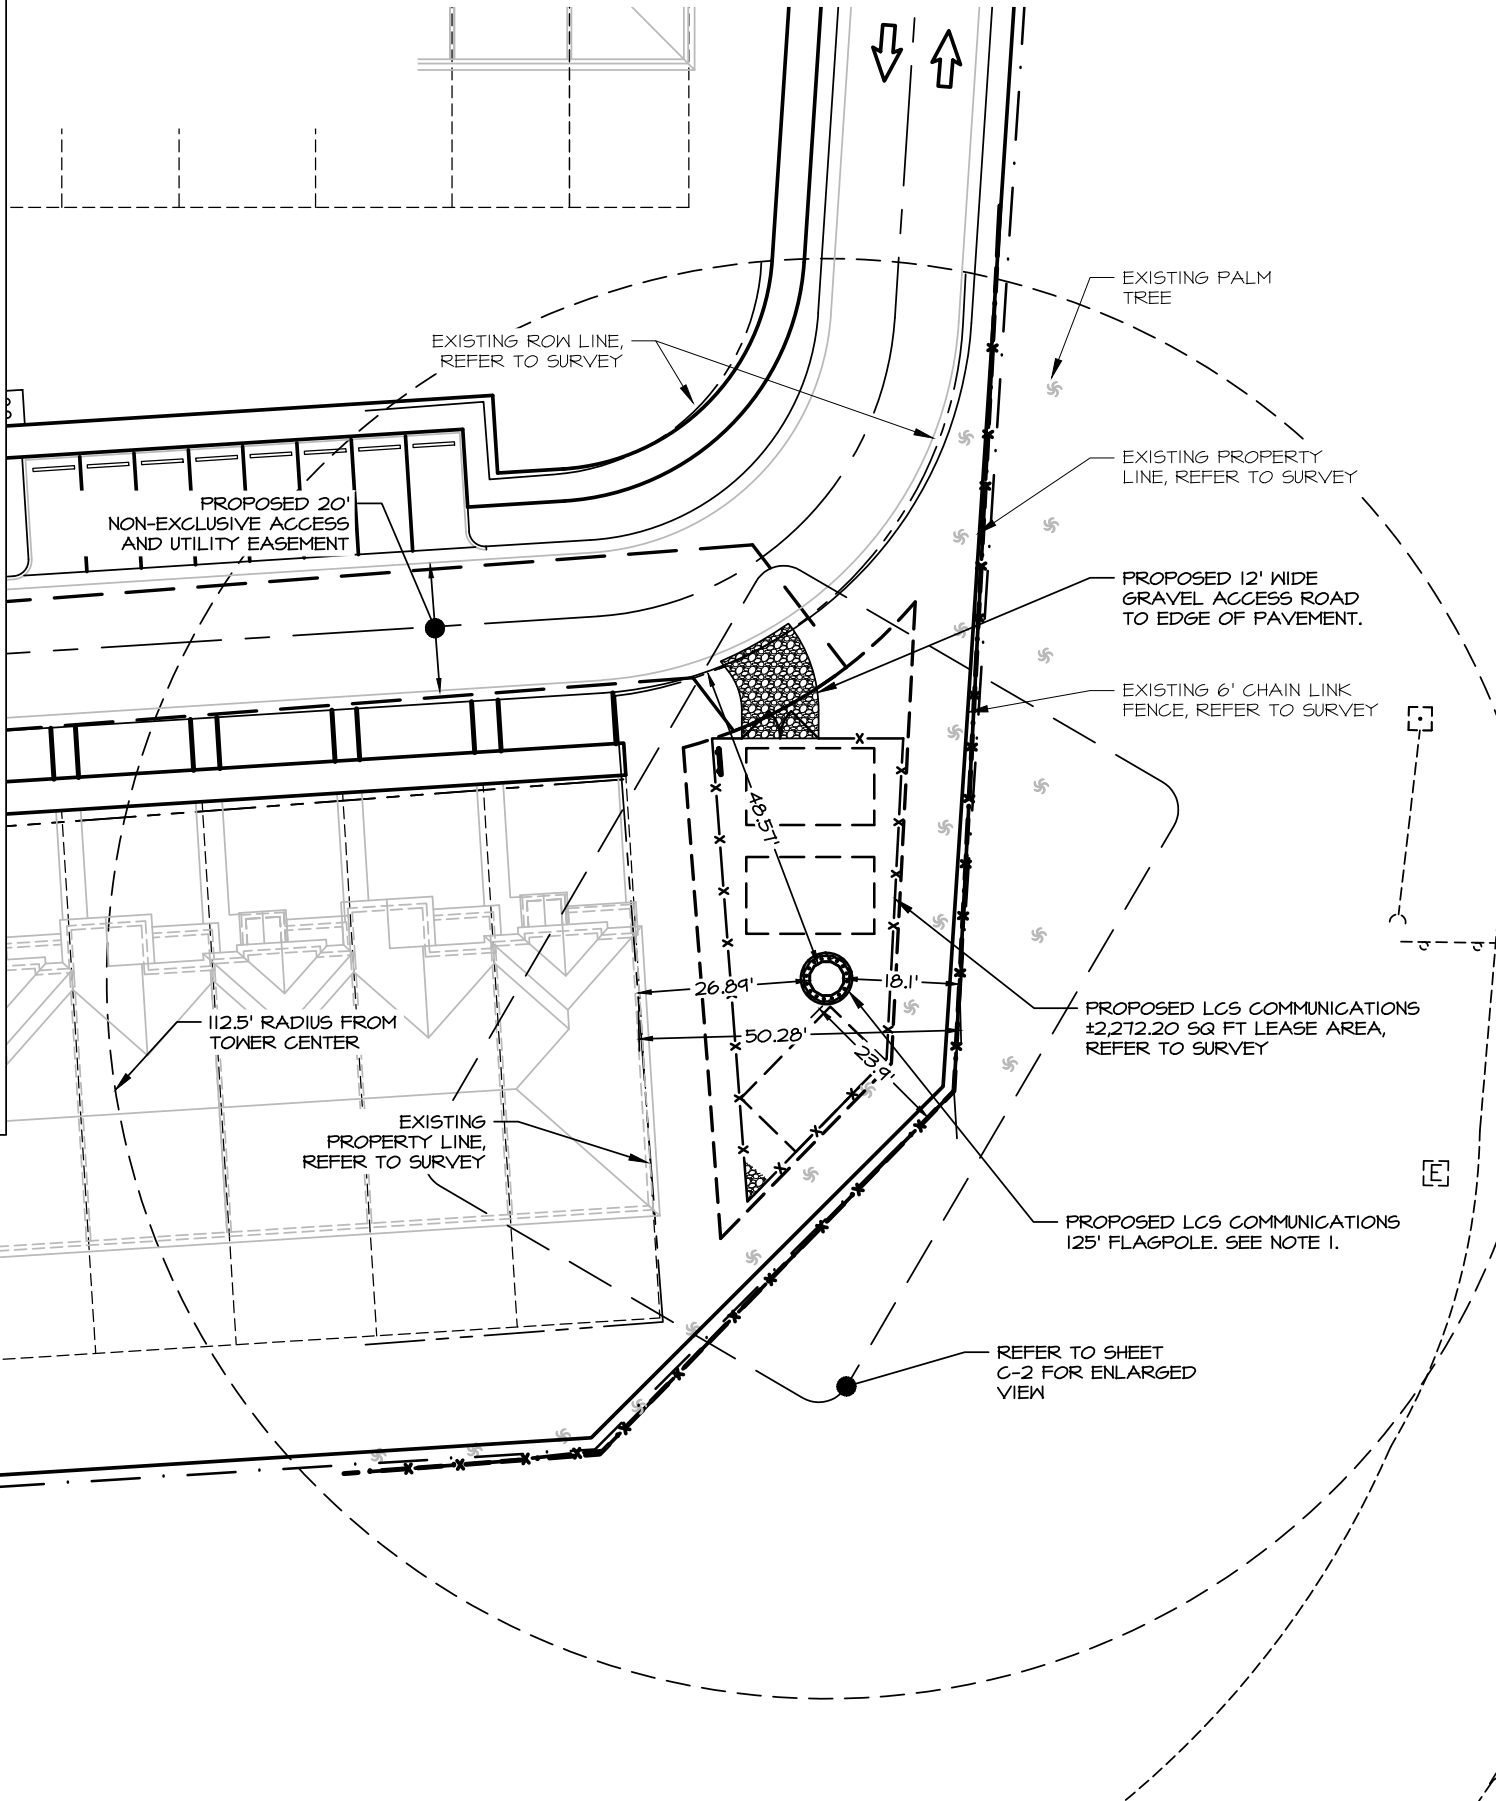 EXISTING PALM
TREE
EXISTING ROW LINE,
REFER TO SURVEY
EXISTING PROPERTY
LINE, REFER TO SURVEY
PROPOSED 20'
NON-EXCLUSIVE ACCESS
AND UTILITY EASEMENT
PROPOSED 12' WIDE
GRAVEL ACCESS ROAD
TO EDGE OF PAVEMENT.
EXISTING 6' CHAIN LINK
FENCE, REFER TO SURVEY
48.57'
26.89'
18.1'
50.28'
23.9'
112.5' RADIUS FROM
TOWER CENTER
PROPOSED LCS COMMUNICATIONS
±2,272.20 SQ FT LEASE AREA,
REFER TO SURVEY
EXISTING
PROPERTY LINE,
REFER TO SURVEY
E
PROPOSED LCS COMMUNICATIONS
125' FLAGPOLE. SEE NOTE 1.
REFER TO SHEET
C-2 FOR ENLARGED
VIEW